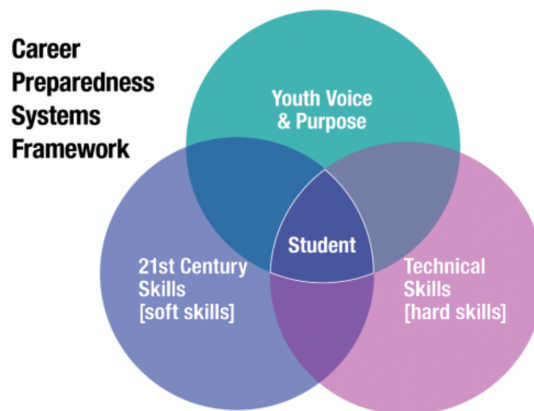 Career
Preparedness
Systems
Framework
Youth Voice
& Purpose
Student
21st Century
Skills
[soft skills]
Technical
Skills
[hard skills]